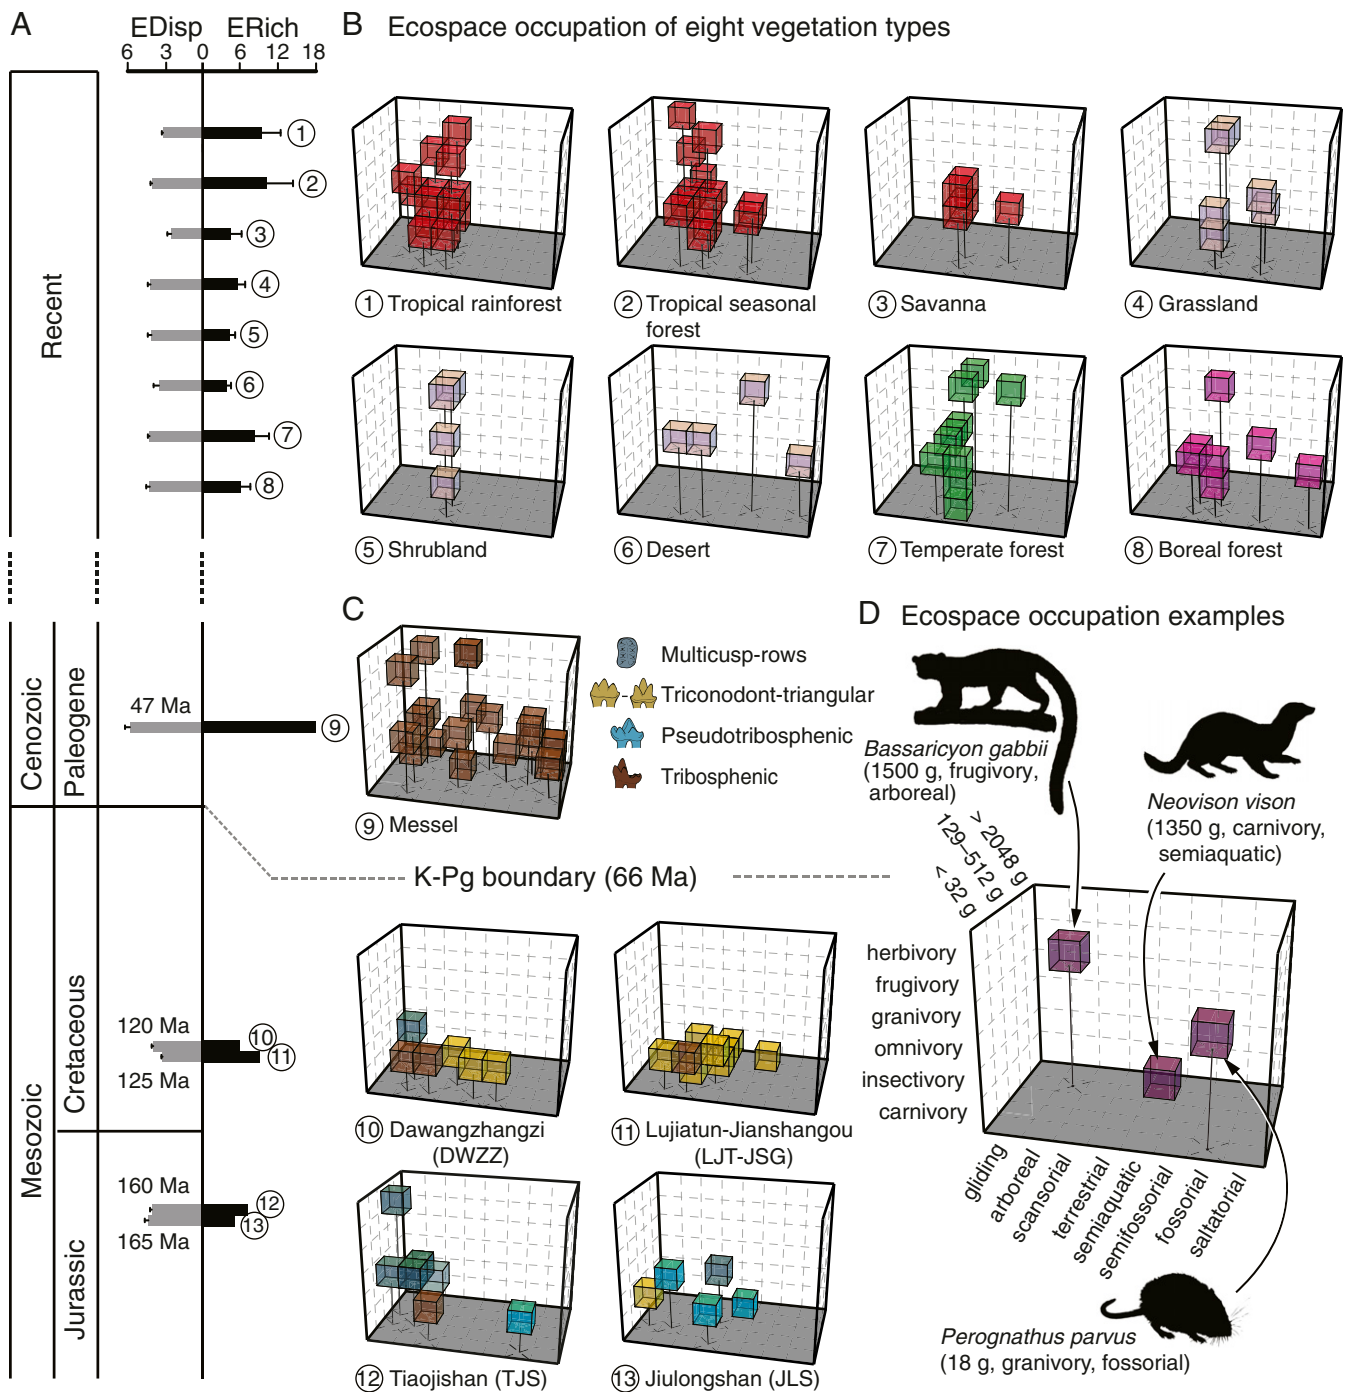 A
EDisp ERich
6 3 0 6 12 18
Recent
1
2
3
4
5
6
7
8
Cenozoic
Paleogene
47 Ma
9
Mesozoic
Cretaceous
120 Ma
10
11
125 Ma
Jurassic
160 Ma
12
13
165 Ma
B Ecospace occupation of eight vegetation types
1 Tropical rainforest
2 Tropical seasonal
forest
3 Savanna
4 Grassland
5 Shrubland
6 Desert
7 Temperate forest
8 Boreal forest
C
Multicusp-rows
Triconodont-triangular
Pseudotribosphenic
Tribosphenic
9 Messel
K-Pg boundary (66 Ma)
10 Dawangzhangzi
(DWZZ)
11 Lujiatun-Jianshangou
(LJT-JSG)
12 Tiaojishan (TJS)
13 Jiulongshan (JLS)
D Ecospace occupation examples
Bassaricyon gabbii
(1500 g, frugivory,
arboreal)
Neovison vison
(1350 g, carnivory,
semiaquatic)
> 2048 g
129–512 g
< 32 g
herbivory
frugivory
granivory
omnivory
insectivory
carnivory
gliding
arboreal
scansorial
terrestrial
semiaquatic
semifossorial
fossorial
saltatorial
Perognathus parvus
(18 g, granivory, fossorial)